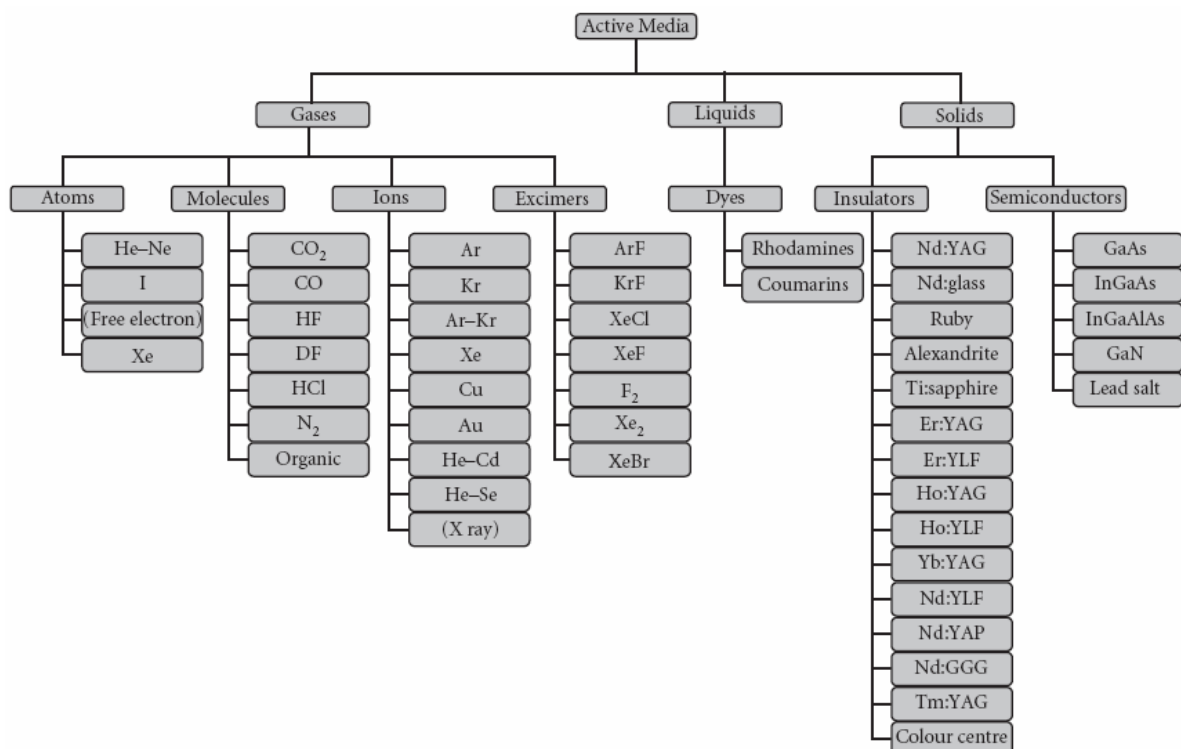 Active Media
Gases
Liquids
Solids
Atoms
Molecules
Ions
Excimers
Dyes
Insulators
Semiconductors
He–Ne
I
(Free electron)
Xe
CO₂
CO
HF
DF
HCl
N₂
Organic
Ar
Kr
Ar–Kr
Xe
Cu
Au
He–Cd
He–Se
(X ray)
ArF
KrF
XeCl
XeF
F₂
Xe₂
XeBr
Rhodamines
Coumarins
Nd:YAG
Nd:glass
Ruby
Alexandrite
Ti:sapphire
Er:YAG
Er:YLF
Ho:YAG
Ho:YLF
Yb:YAG
Nd:YLF
Nd:YAP
Nd:GGG
Tm:YAG
Colour centre
GaAs
InGaAs
InGaAlAs
GaN
Lead salt